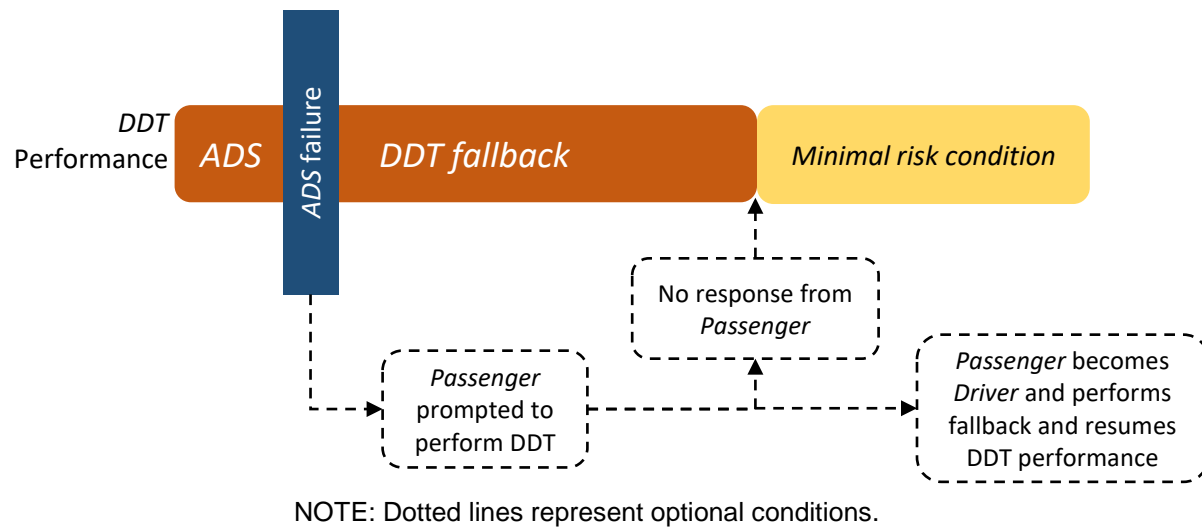 DDT
Performance
ADS
ADS failure
DDT fallback
Minimal risk condition
No response from
Passenger
Passenger
prompted to
perform DDT
Passenger becomes
Driver and performs
fallback and resumes
DDT performance
NOTE: Dotted lines represent optional conditions.